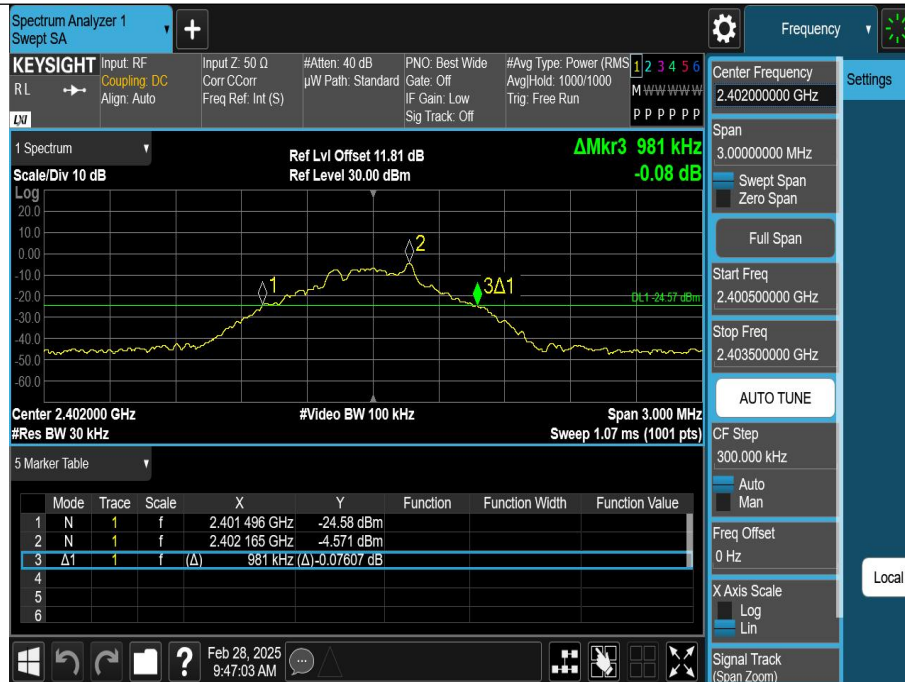 Spectrum Analyzer 1
Swept SA
+
Frequency
KEYSIGHT
RL
LXI
Input: RF
Coupling: DC
Align: Auto
Input Z: 50 Ω
Corr CCorr
Freq Ref: Int (S)
#Atten: 40 dB
µW Path: Standard
PNO: Best Wide
Gate: Off
IF Gain: Low
Sig Track: Off
#Avg Type: Power (RMS
Avg|Hold: 1000/1000
Trig: Free Run
1 2 3 4 5 6
M W W W W W
P P P P P P
1 Spectrum
Scale/Div 10 dB
Ref Lvl Offset 11.81 dB
Ref Level 30.00 dBm
ΔMkr3 981 kHz
-0.08 dB
Log
20.0
10.0
0.00
-10.0
-20.0
-30.0
-40.0
-50.0
-60.0
1
2
3Δ1
DL1 -24.57 dBm
Center 2.402000 GHz
#Video BW 100 kHz
Span 3.000 MHz
#Res BW 30 kHz
Sweep 1.07 ms (1001 pts)
5 Marker Table
Mode Trace Scale X Y Function Function Width Function Value
1 N 1 f 2.401 496 GHz -24.58 dBm
2 N 1 f 2.402 165 GHz -4.571 dBm
3 Δ1 1 f (Δ) 981 kHz (Δ) -0.07607 dB
4
5
6
?
Feb 28, 2025
9:47:03 AM
Center Frequency
2.402000000 GHz
Settings
Span
3.00000000 MHz
Swept Span
Zero Span
Full Span
Start Freq
2.400500000 GHz
Stop Freq
2.403500000 GHz
AUTO TUNE
CF Step
300.000 kHz
Auto
Man
Freq Offset
0 Hz
Local
X Axis Scale
Log
Lin
Signal Track
(Span Zoom)